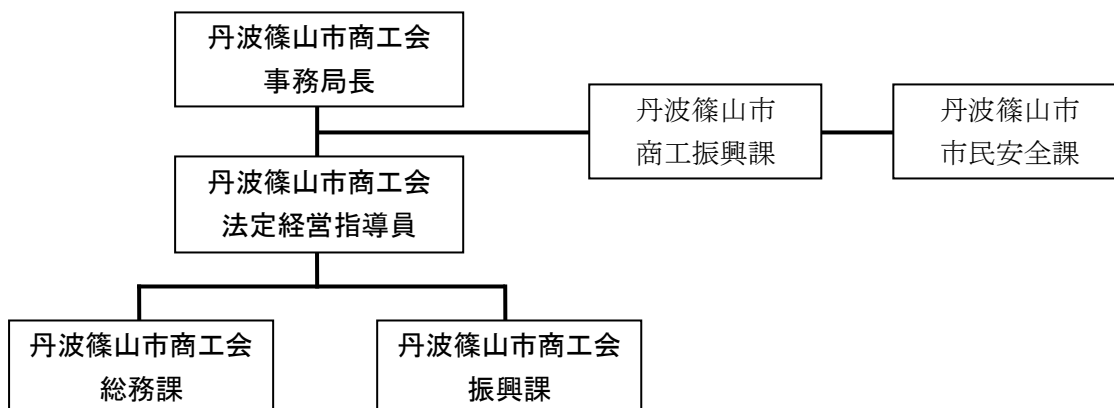 丹波篠山市商工会
事務局長
丹波篠山市
商工振興課
丹波篠山市
市民安全課
丹波篠山市商工会
法定経営指導員
丹波篠山市商工会
総務課
丹波篠山市商工会
振興課